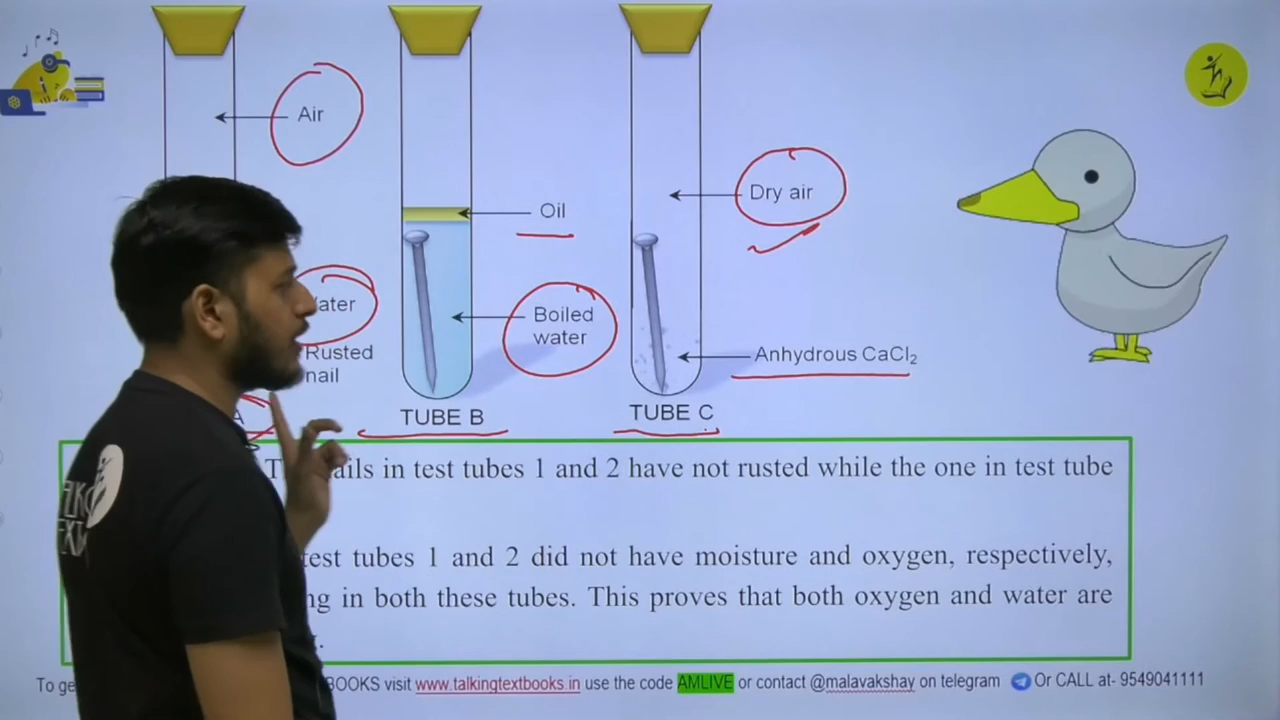 Air
Dry air
Oil
Boiled
water
Rusted
nail
Anhydrous CaCl₂
A
TUBE B
TUBE C
in test tubes 1 and 2 have not rusted while the one in test tube
test tubes 1 and 2 did not have moisture and oxygen, respectively,
in both these tubes. This proves that both oxygen and water are
To
BOOKS visit www.talkingtextbooks.in use the code AMLIVE or contact @malavakshay on telegram Or CALL at- 9549041111